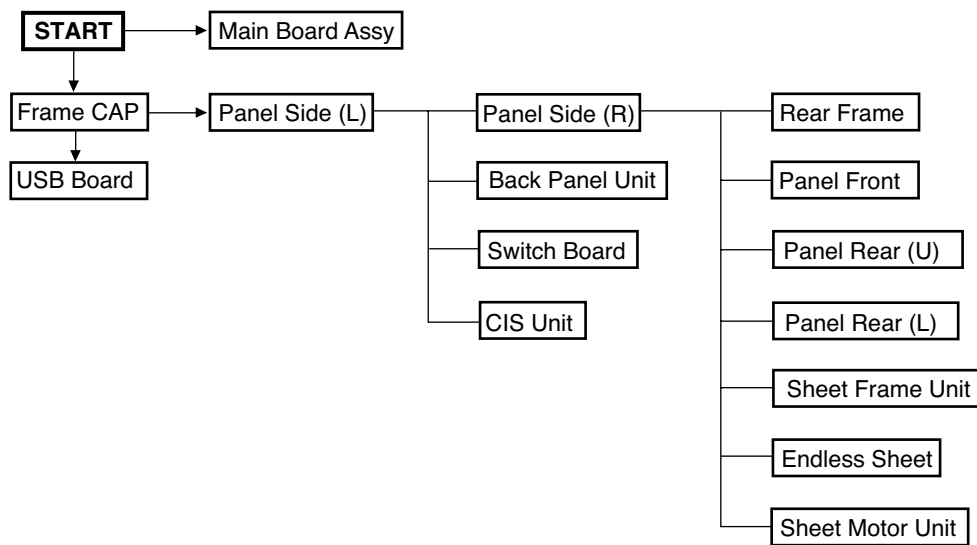 START
Main Board Assy
Frame CAP
Panel Side (L)
Panel Side (R)
Rear Frame
USB Board
Back Panel Unit
Panel Front
Switch Board
Panel Rear (U)
CIS Unit
Panel Rear (L)
Sheet Frame Unit
Endless Sheet
Sheet Motor Unit